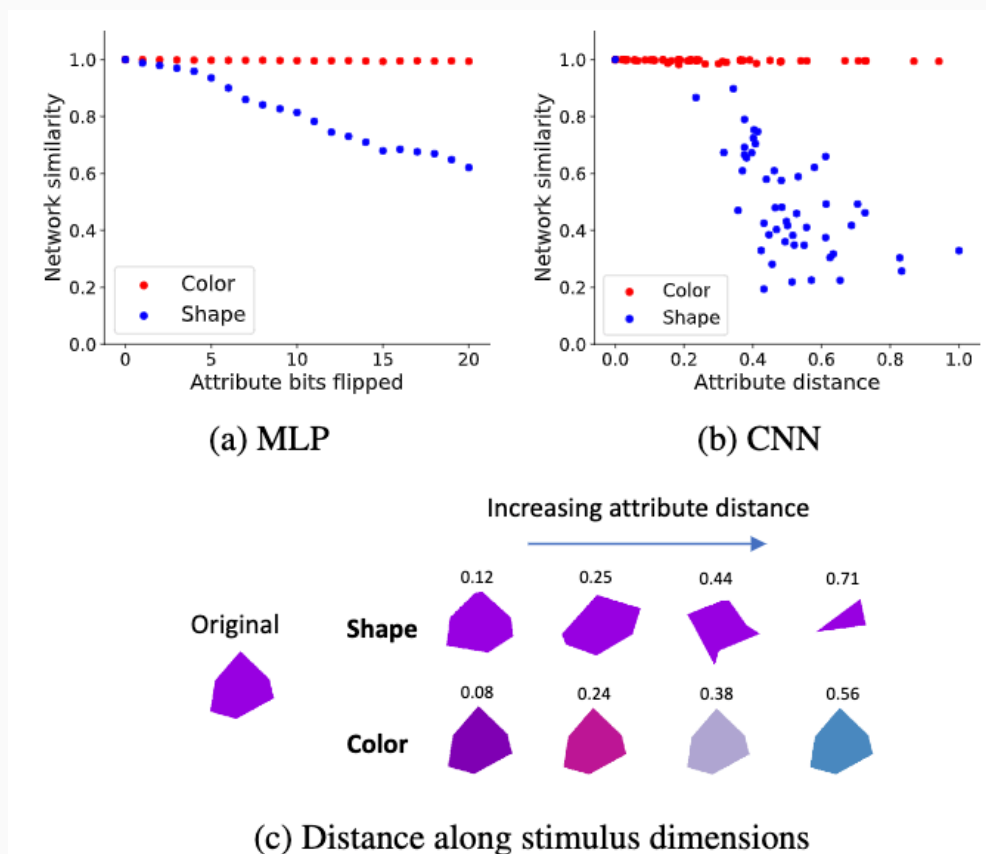 1.0
0.8
0.6
0.4
0.2
0.0
Network similarity
Color
Shape
0 5 10 15 20
Attribute bits flipped
(a) MLP
1.0
0.8
0.6
0.4
0.2
0.0
Network similarity
Color
Shape
0.0 0.2 0.4 0.6 0.8 1.0
Attribute distance
(b) CNN
Increasing attribute distance
Original
0.12 0.25 0.44 0.71
Shape
0.08 0.24 0.38 0.56
Color
(c) Distance along stimulus dimensions